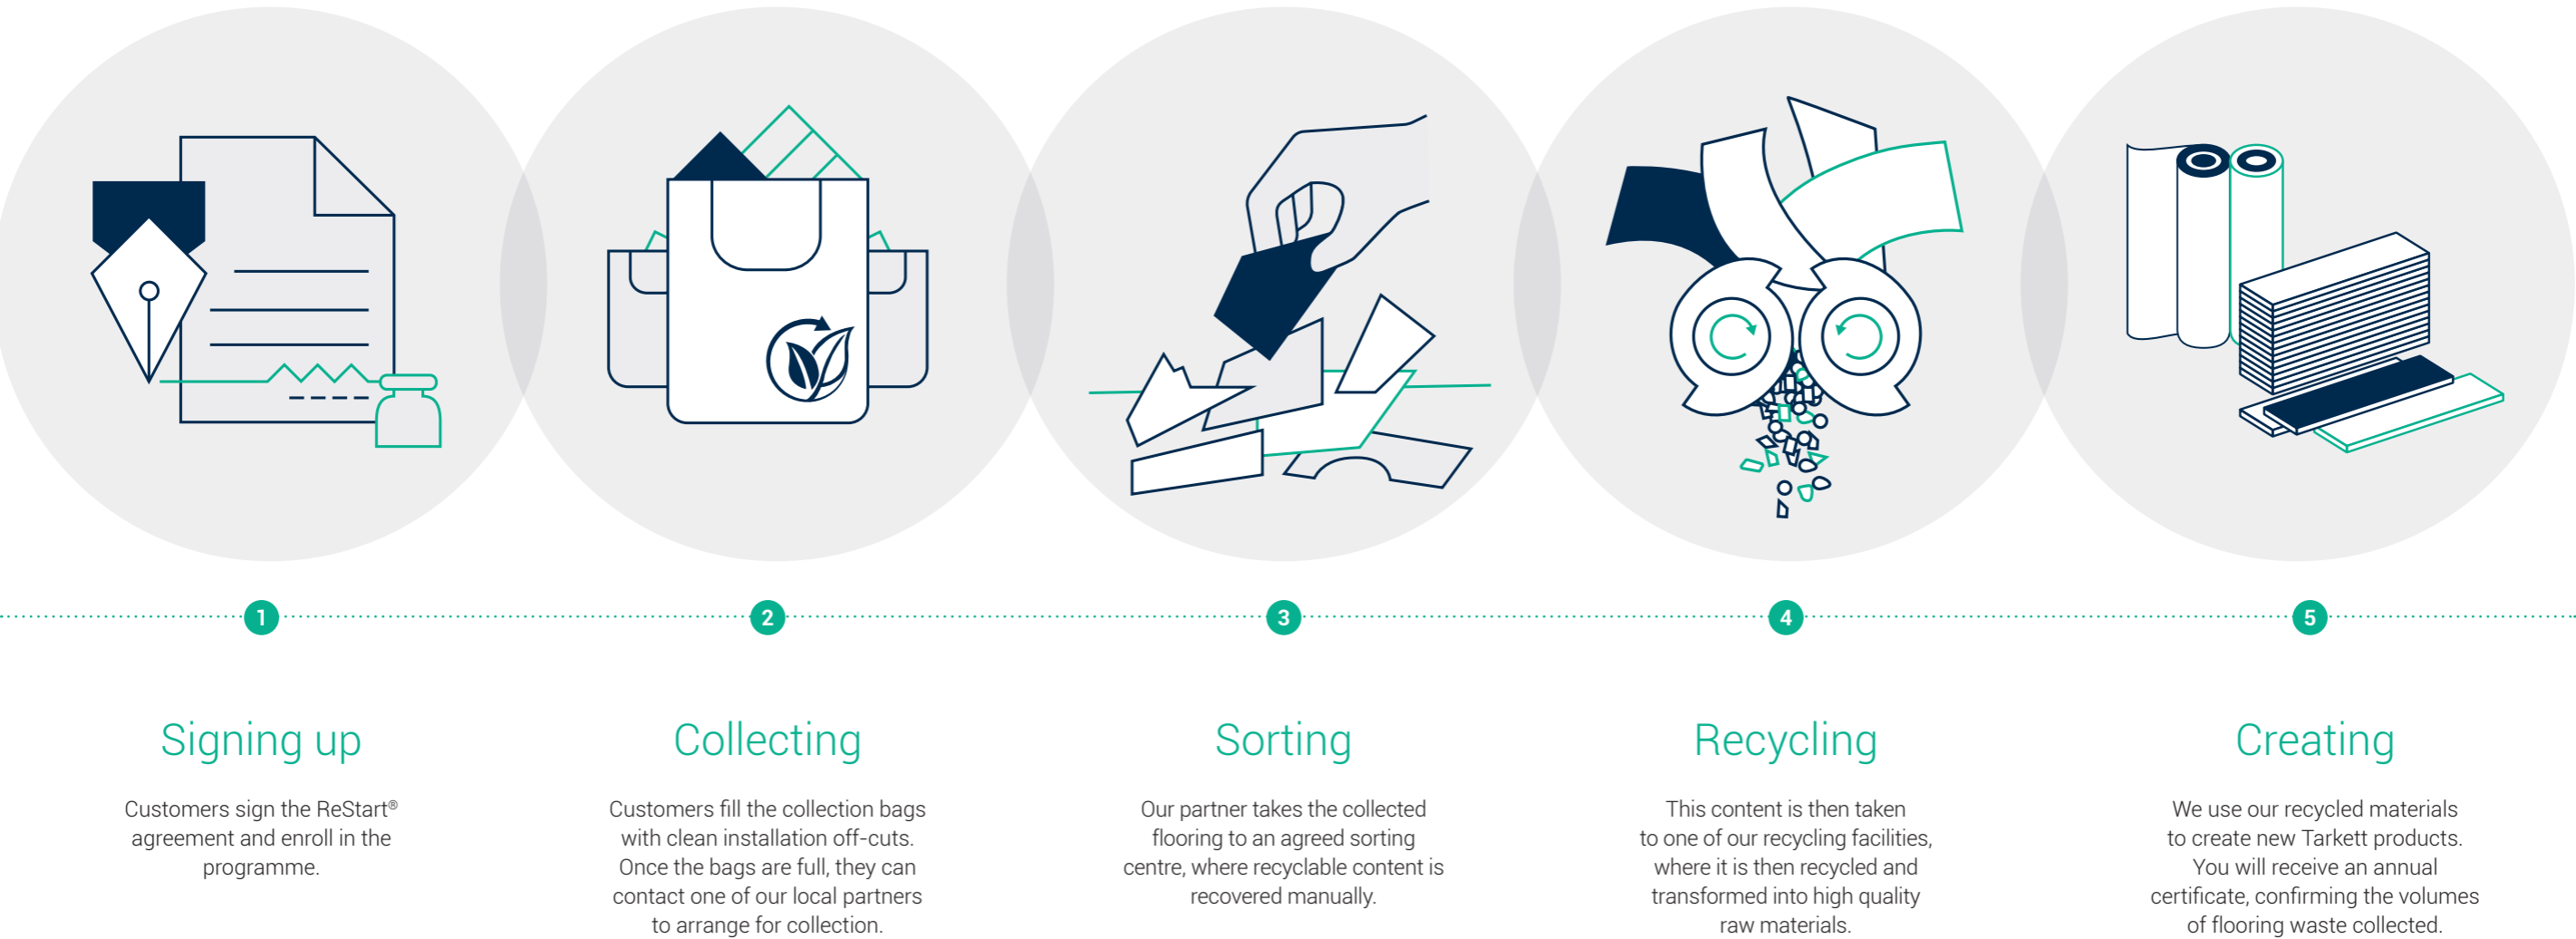 1
2
3
4
5
Signing up
Customers sign the ReStart®
agreement and enroll in the
programme.
Collecting
Customers fill the collection bags
with clean installation off-cuts.
Once the bags are full, they can
contact one of our local partners
to arrange for collection.
Sorting
Our partner takes the collected
flooring to an agreed sorting
centre, where recyclable content is
recovered manually.
Recycling
This content is then taken
to one of our recycling facilities,
where it is then recycled and
transformed into high quality
raw materials.
Creating
We use our recycled materials
to create new Tarkett products.
You will receive an annual
certificate, confirming the volumes
of flooring waste collected.